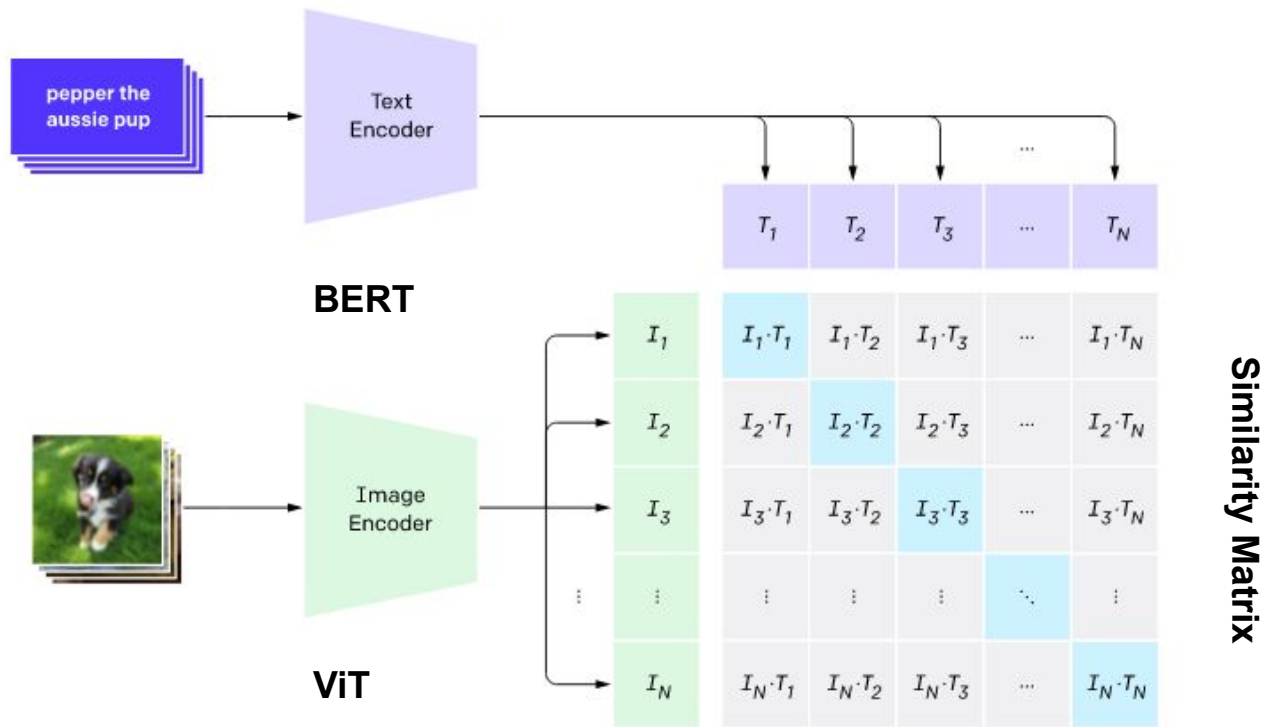 pepper the
aussie pup
Text
Encoder
...
T1 T2 T3 ... TN
BERT
I1 I1·T1 I1·T2 I1·T3 ... I1·TN
I2 I2·T1 I2·T2 I2·T3 ... I2·TN
Image
Encoder
I3 I3·T1 I3·T2 I3·T3 ... I3·TN
⋮ ⋮ ⋮ ⋮ ⋮ ⋱ ⋮
ViT
IN IN·T1 IN·T2 IN·T3 ... IN·TN
Similarity Matrix